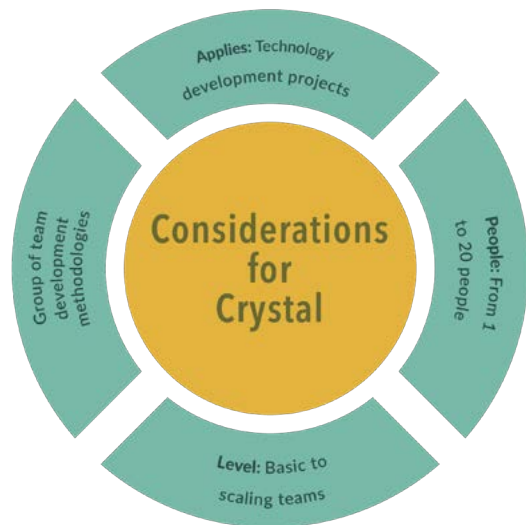 Applies: Technology
development projects
Considerations
for
Crystal
People: From 1
to 20 people
Level: Basic to
scaling teams
Group of team
development
methodologies